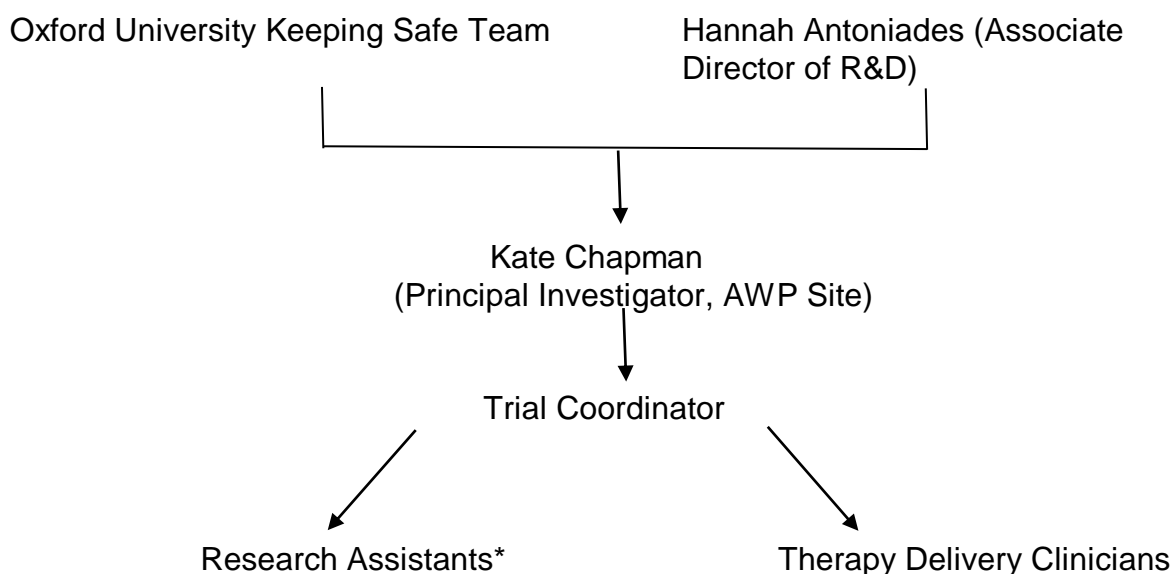 Oxford University Keeping Safe Team
Hannah Antoniades (Associate
Director of R&D)
Kate Chapman
(Principal Investigator, AWP Site)
Trial Coordinator
Research Assistants*
Therapy Delivery Clinicians